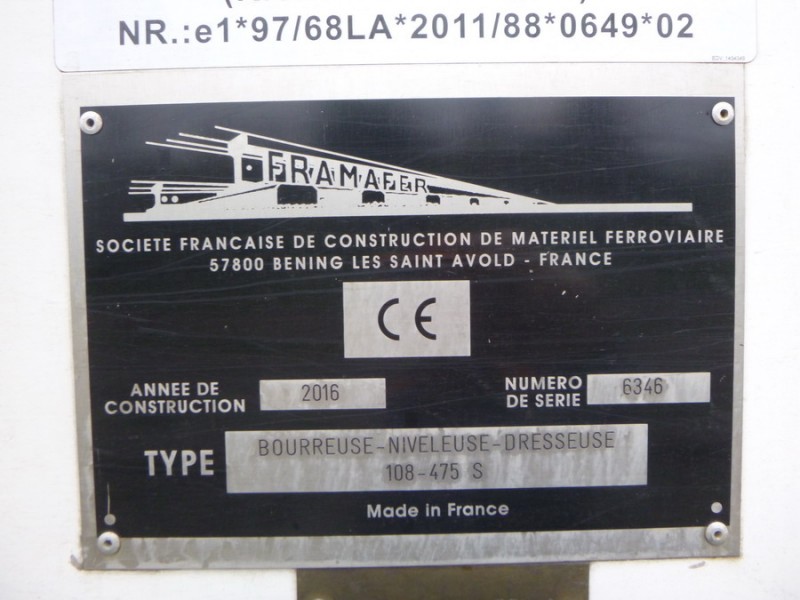 NR.:e1*97/68LA*2011/88*0649*02
FRAMAFER
SOCIETE FRANCAISE DE CONSTRUCTION DE MATERIEL FERROVIAIRE
57800 BENING LES SAINT AVOLD - FRANCE
CE
ANNEE DE CONSTRUCTION 2016
NUMERO DE SERIE 6346
TYPE BOURREUSE-NIVELEUSE-DRESSEUSE
108-475 S
Made in France